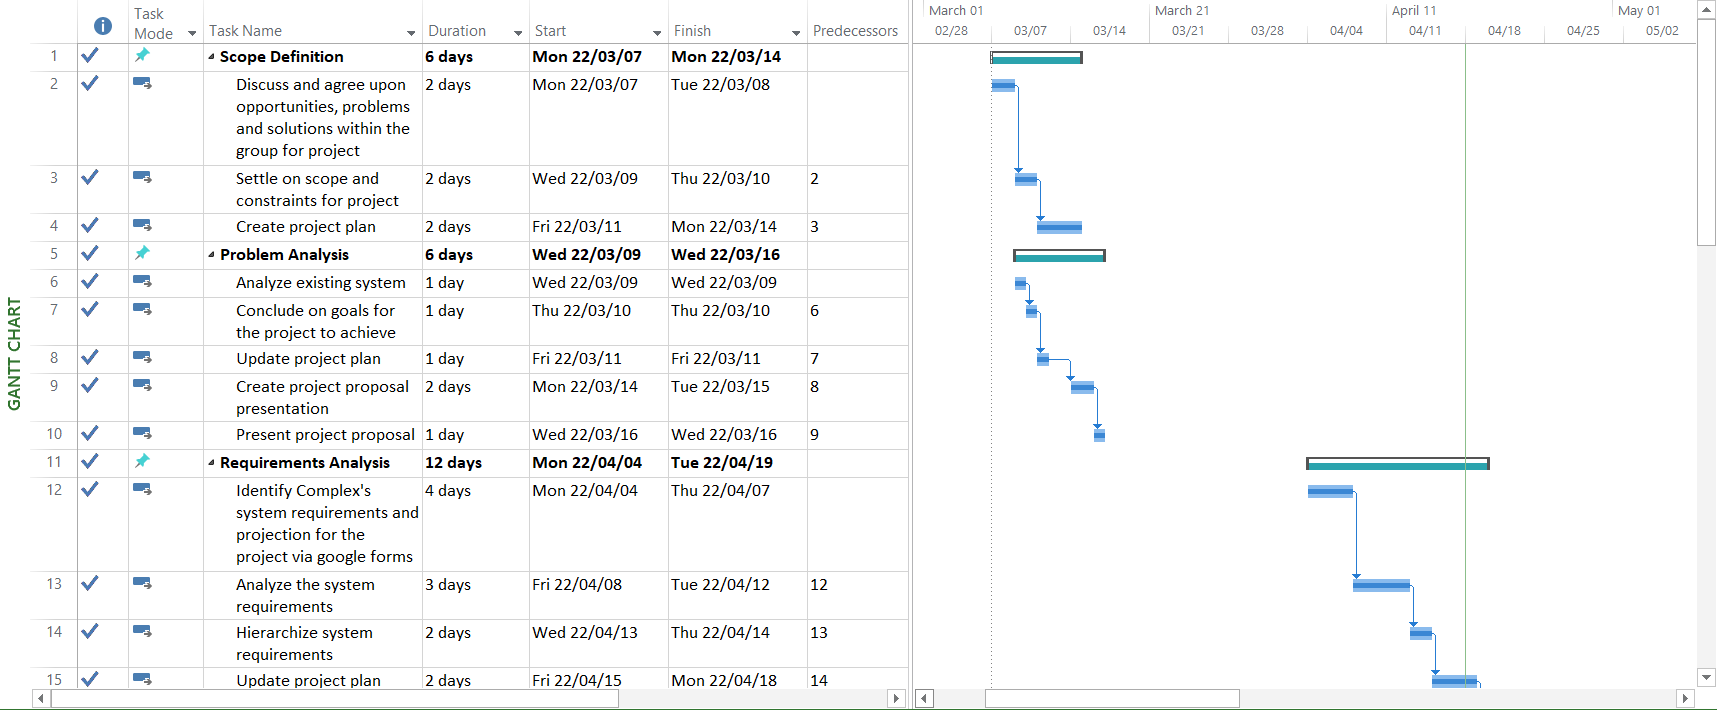 GANTT CHART
Task Mode Task Name Duration Start Finish Predecessors
March 01 March 21 April 11 May 01
02/28 03/07 03/14 03/21 03/28 04/04 04/11 04/18 04/25 05/02
1 Scope Definition 6 days Mon 22/03/07 Mon 22/03/14
2 Discuss and agree upon 2 days Mon 22/03/07 Tue 22/03/08
opportunities, problems
and solutions within the
group for project
3 Settle on scope and 2 days Wed 22/03/09 Thu 22/03/10 2
constraints for project
4 Create project plan 2 days Fri 22/03/11 Mon 22/03/14 3
5 Problem Analysis 6 days Wed 22/03/09 Wed 22/03/16
6 Analyze existing system 1 day Wed 22/03/09 Wed 22/03/09
7 Conclude on goals for 1 day Thu 22/03/10 Thu 22/03/10 6
the project to achieve
8 Update project plan 1 day Fri 22/03/11 Fri 22/03/11 7
9 Create project proposal 2 days Mon 22/03/14 Tue 22/03/15 8
presentation
10 Present project proposal 1 day Wed 22/03/16 Wed 22/03/16 9
11 Requirements Analysis 12 days Mon 22/04/04 Tue 22/04/19
12 Identify Complex's 4 days Mon 22/04/04 Thu 22/04/07
system requirements and
projection for the
project via google forms
13 Analyze the system 3 days Fri 22/04/08 Tue 22/04/12 12
requirements
14 Hierarchize system 2 days Wed 22/04/13 Thu 22/04/14 13
requirements
15 Update project plan 2 days Fri 22/04/15 Mon 22/04/18 14